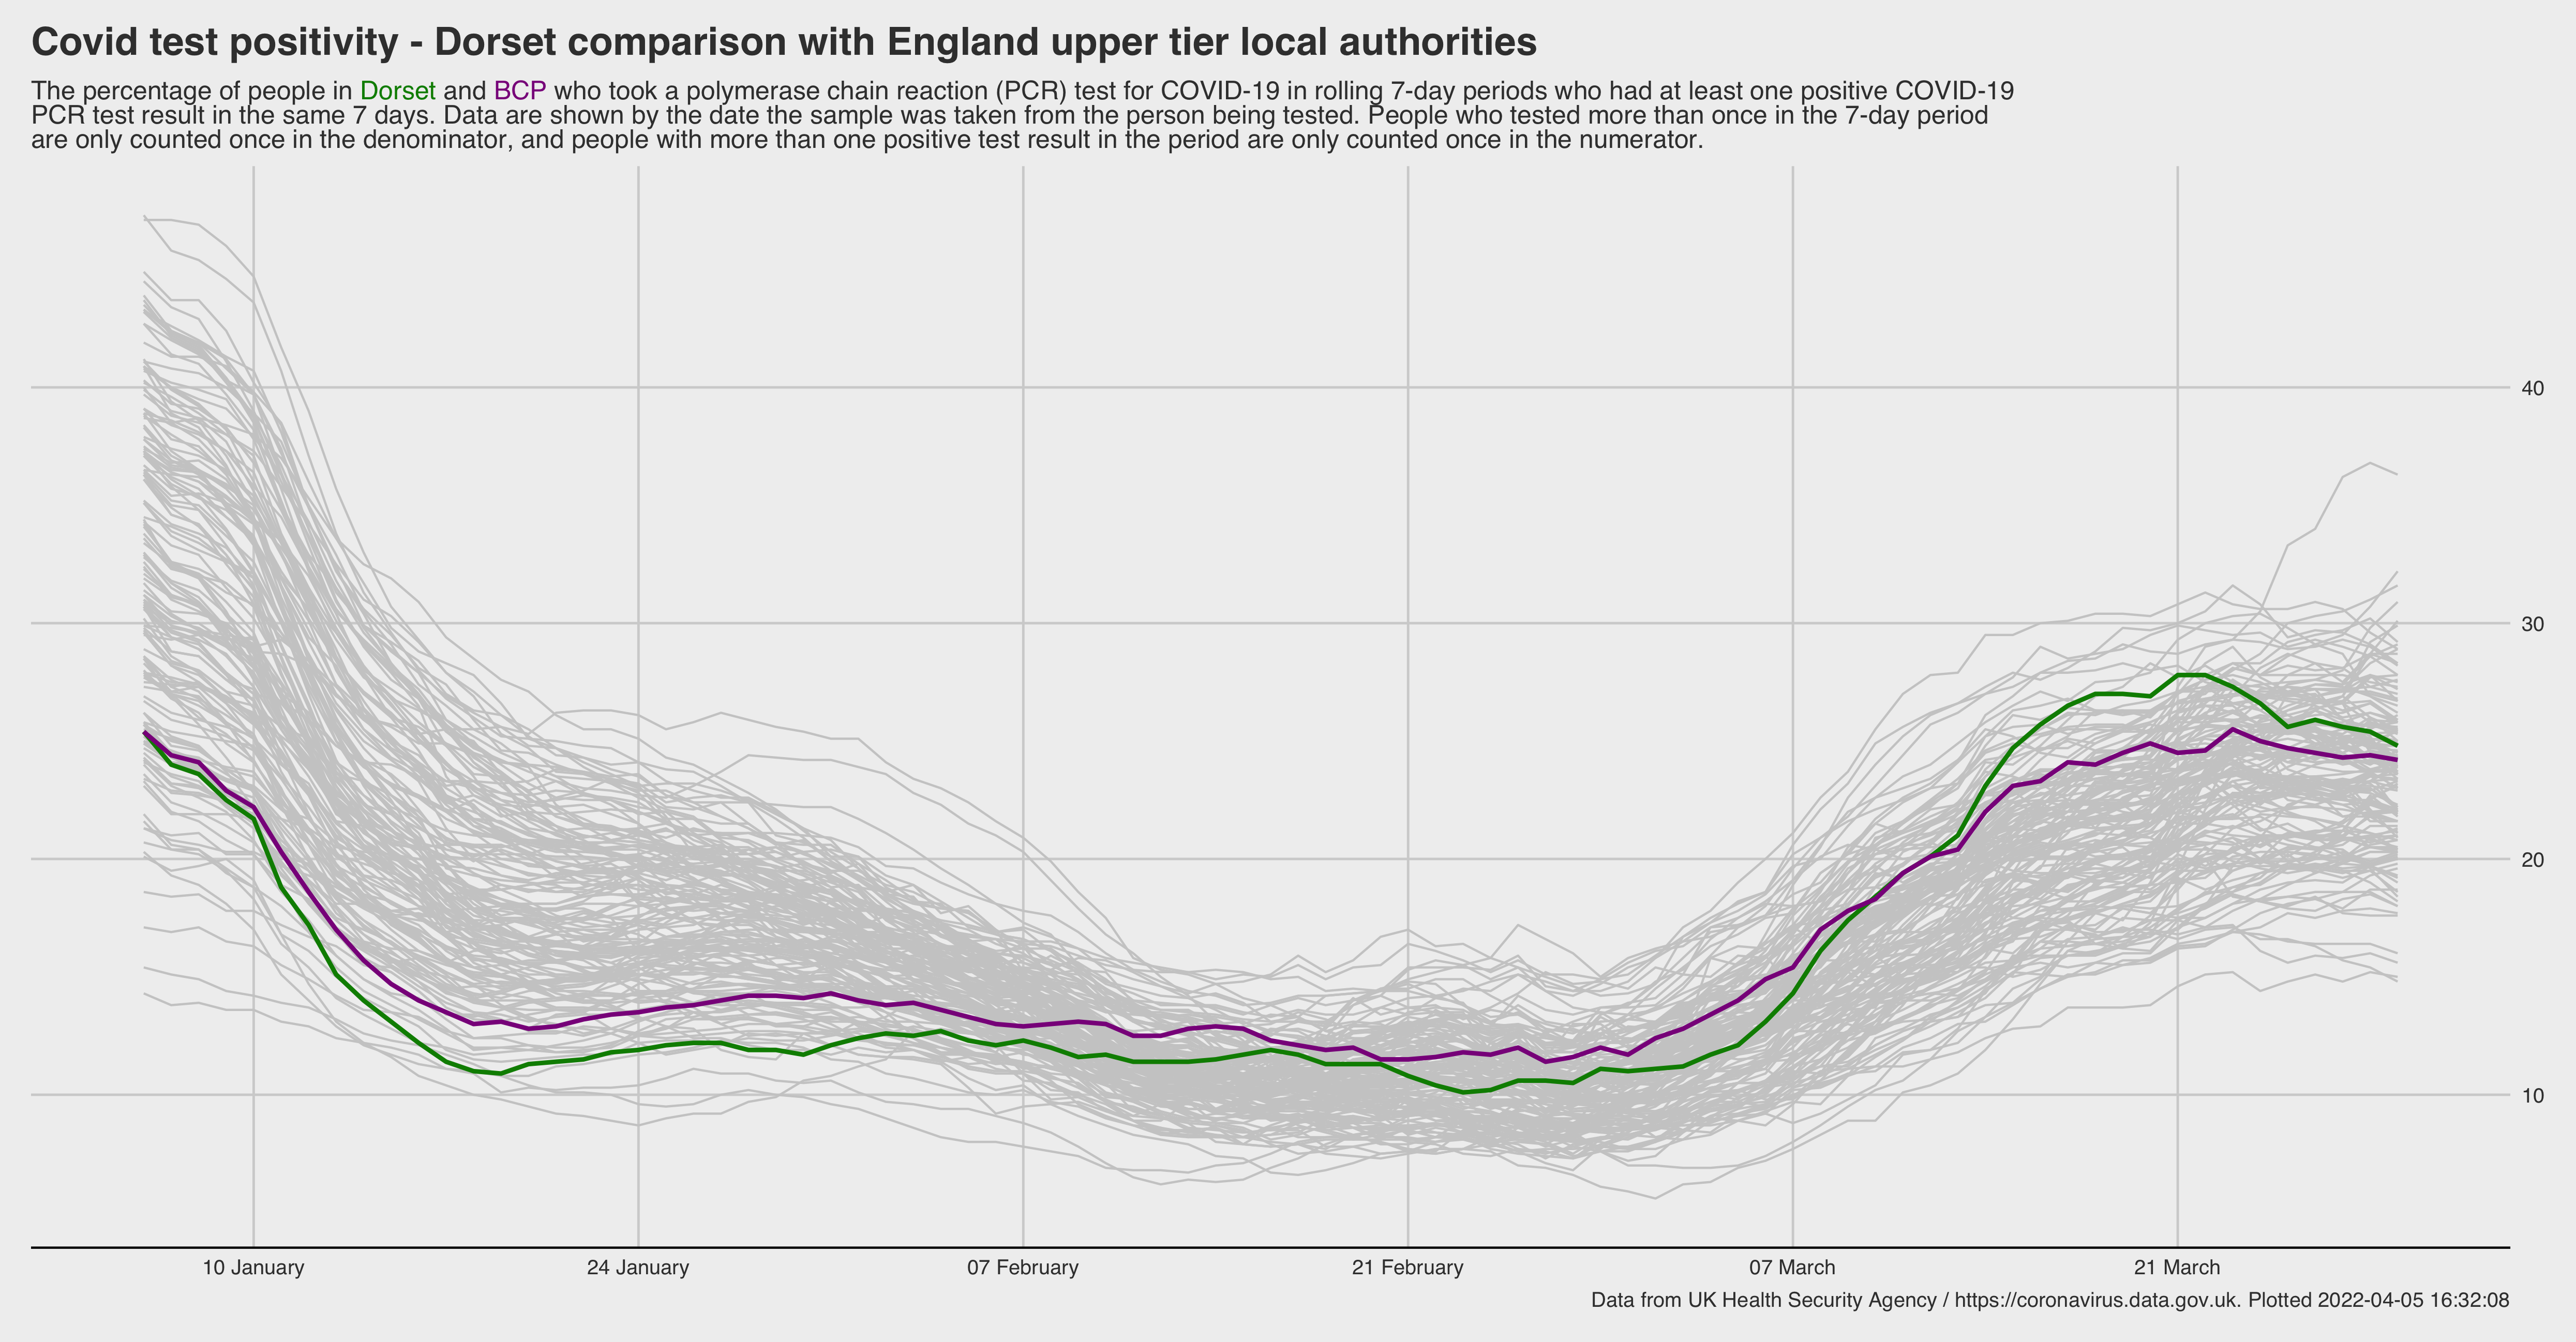 Covid test positivity - Dorset comparison with England upper tier local authorities
The percentage of people in Dorset and BCP who took a polymerase chain reaction (PCR) test for COVID-19 in rolling 7-day periods who had at least one positive COVID-19
PCR test result in the same 7 days. Data are shown by the date the sample was taken from the person being tested. People who tested more than once in the 7-day period
are only counted once in the denominator, and people with more than one positive test result in the period are only counted once in the numerator.
40
30
20
10
10 January
24 January
07 February
21 February
07 March
21 March
Data from UK Health Security Agency / https://coronavirus.data.gov.uk. Plotted 2022-04-05 16:32:08